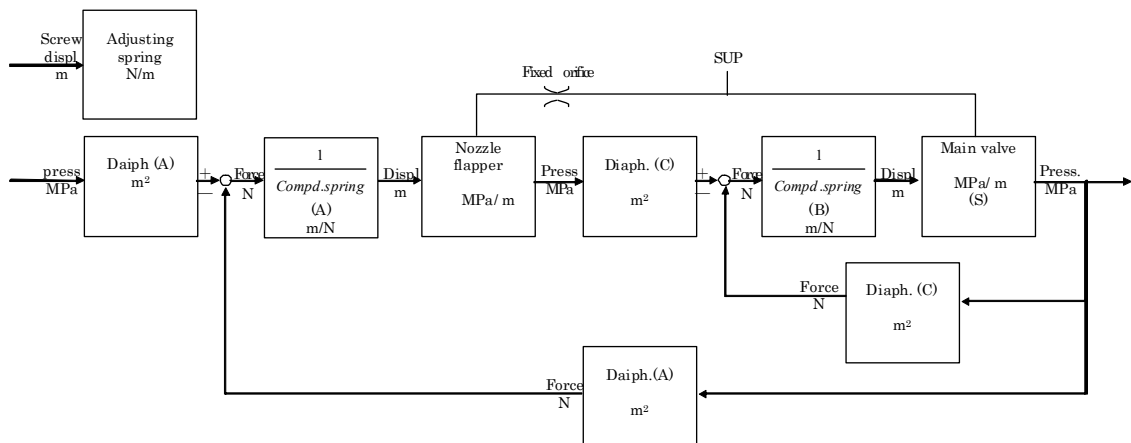 Screw
displ
m
Adjusting
spring
N/m
SUP
Fixed orifice
press
MPa
Daiph (A)
m²
+
—
Force
N
1
Compd.spring
(A)
m/N
Displ
m
Nozzle
flapper
MPa/ m
Press
MPa
Diaph. (C)
m²
+
—
Force
N
1
Compd.spring
(B)
m/N
Displ
m
Main valve
MPa/ m
(S)
Press.
MPa
Force
N
Diaph. (C)
m²
Force
N
Daiph.(A)
m²